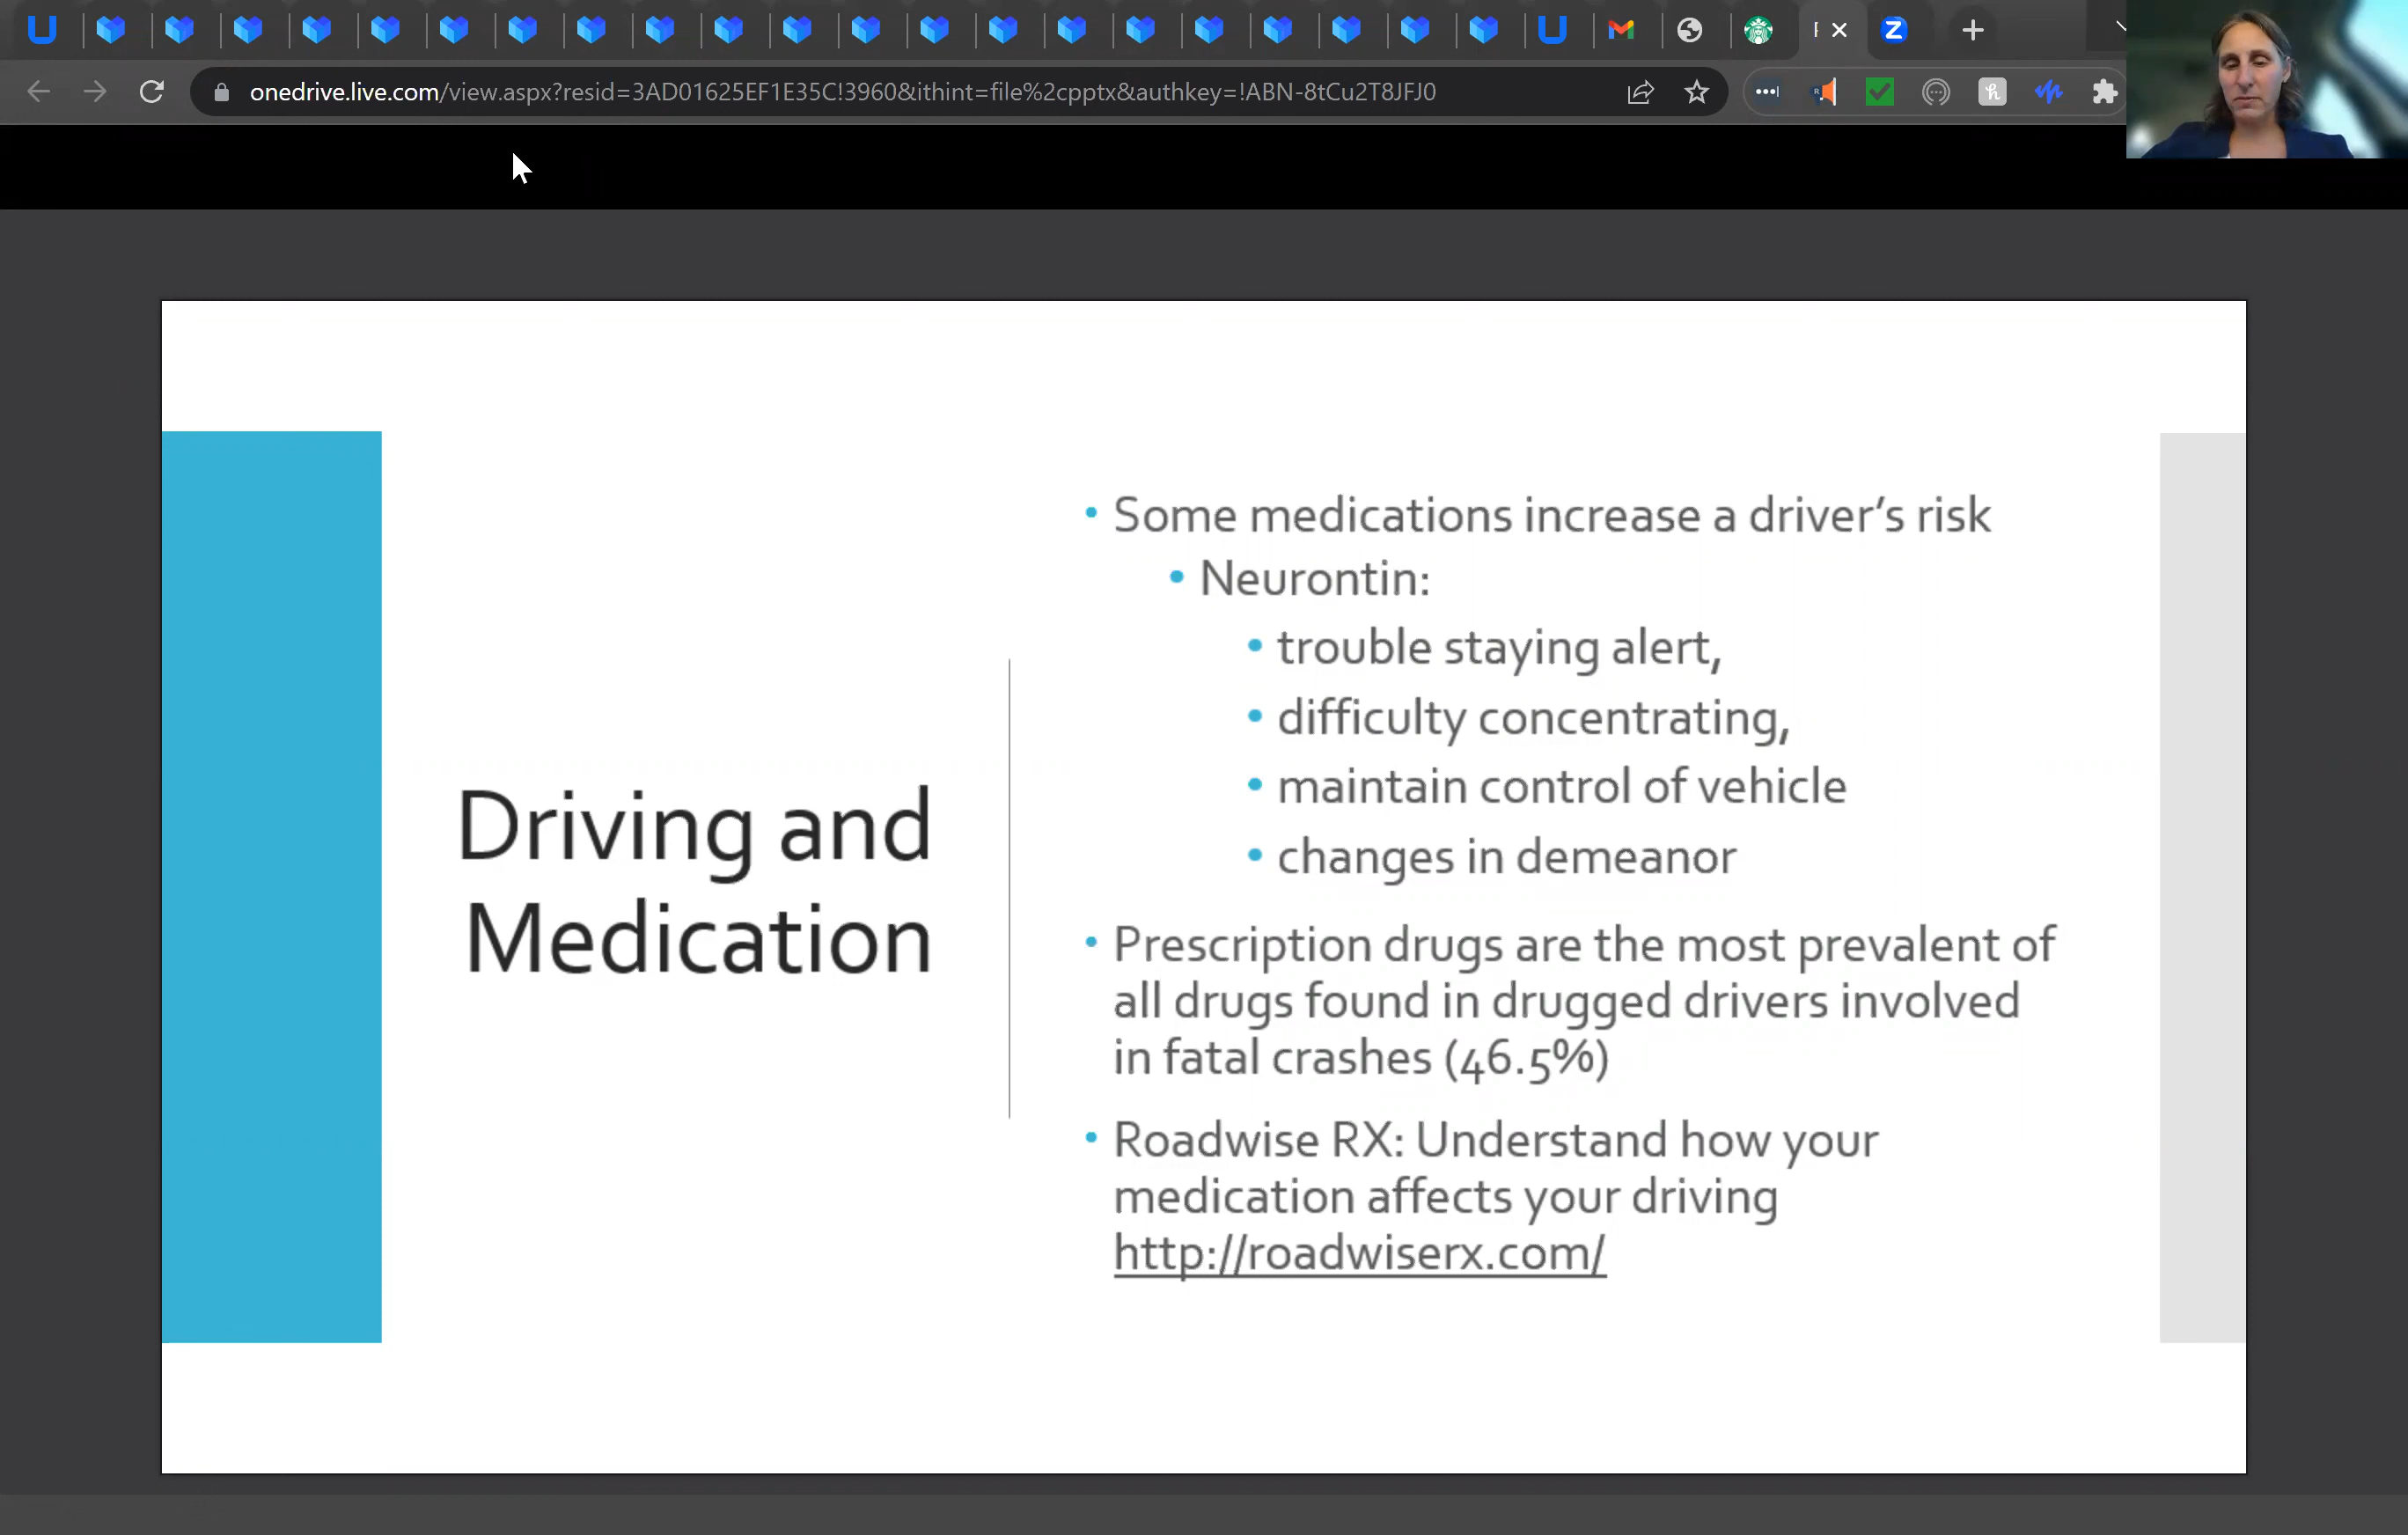 onedrive.live.com/view.aspx?resid=3AD01625EF1E35C!3960&ithint=file%2cpptx&authkey=!ABN-8tCu2T8JFJ0
Driving and
Medication
• Some medications increase a driver's risk
• Neurontin:
• trouble staying alert,
• difficulty concentrating,
• maintain control of vehicle
• changes in demeanor
• Prescription drugs are the most prevalent of
all drugs found in drugged drivers involved
in fatal crashes (46.5%)
• Roadwise RX: Understand how your
medication affects your driving
http://roadwiserx.com/